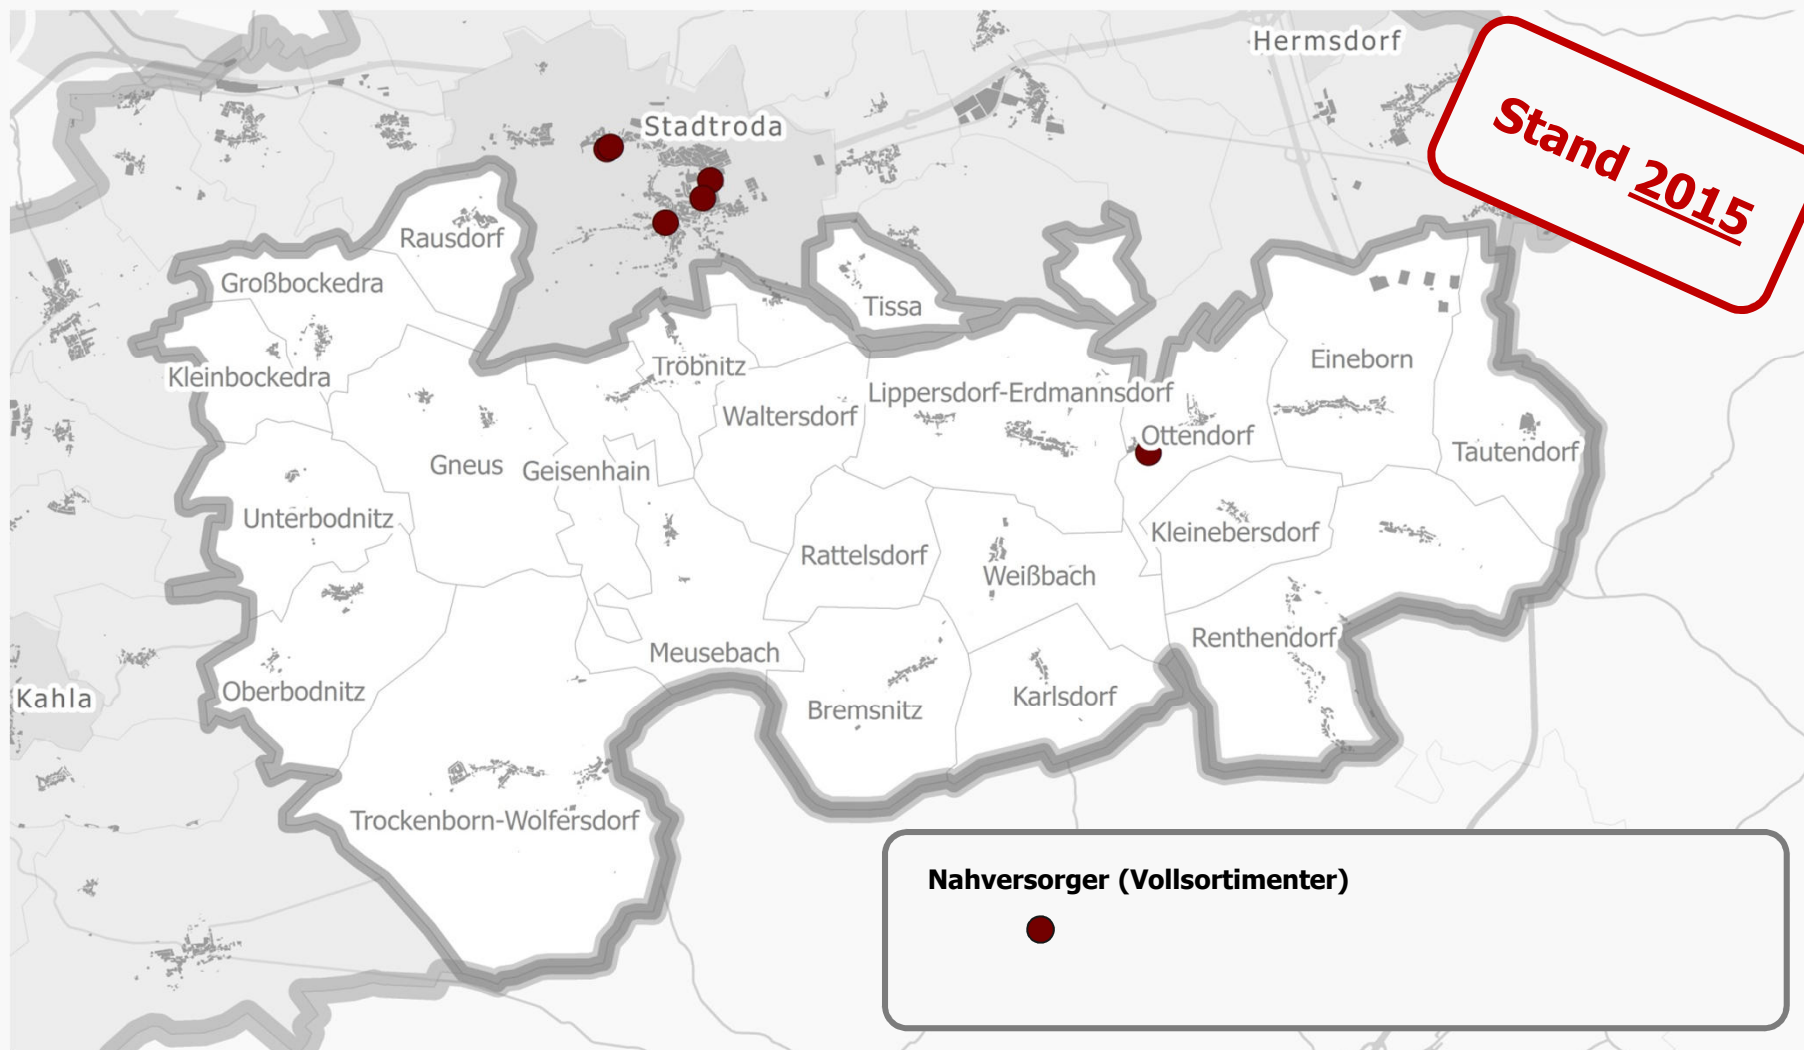 Hermsdorf
Stand 2015
Stadtroda
Rausdorf
Großbockedra
Tissa
Kleinbockedra
Tröbnitz
Eineborn
Lippersdorf-Erdmannsdorf
Waltersdorf
Ottendorf
Tautendorf
Gneus
Geisenhain
Unterbodnitz
Kleinebersdorf
Rattelsdorf
Weißbach
Renthendorf
Meusebach
Oberbodnitz
Kahla
Karlsdorf
Bremsnitz
Trockenborn-Wolfersdorf
Nahversorger (Vollsortimenter)